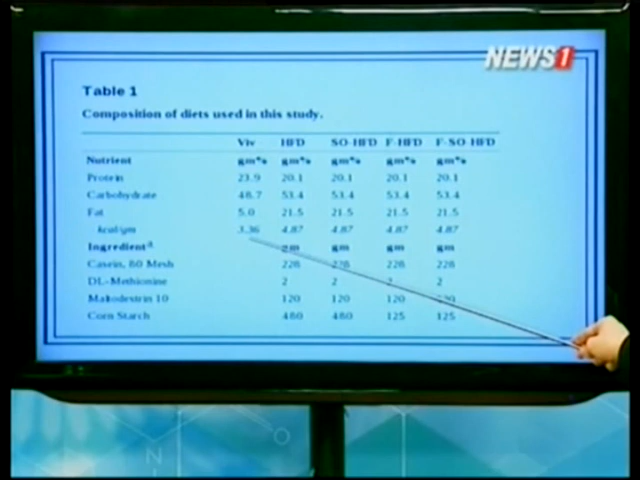 NEWS1
Table 1
Composition of diets used in this study.
Viv HFD SO-HFD F-HFD F-SO-HFD
Nutrient gm% gm% gm% gm% gm%
Protein 23.9 20.1 20.1 20.1 20.1
Carbohydrate 48.7 53.4 53.4 53.4 53.4
Fat 5.0 21.5 21.5 21.5 21.5
kcal/gm 3.36 4.87 4.87 4.87 4.87
Ingredient gm gm gm gm
Casein, 80 Mesh 228 228 228 228
DL-Methionine 2 2 2
Maltodextrin 10 120 120 120
Corn Starch 480 480 125 125
N
O